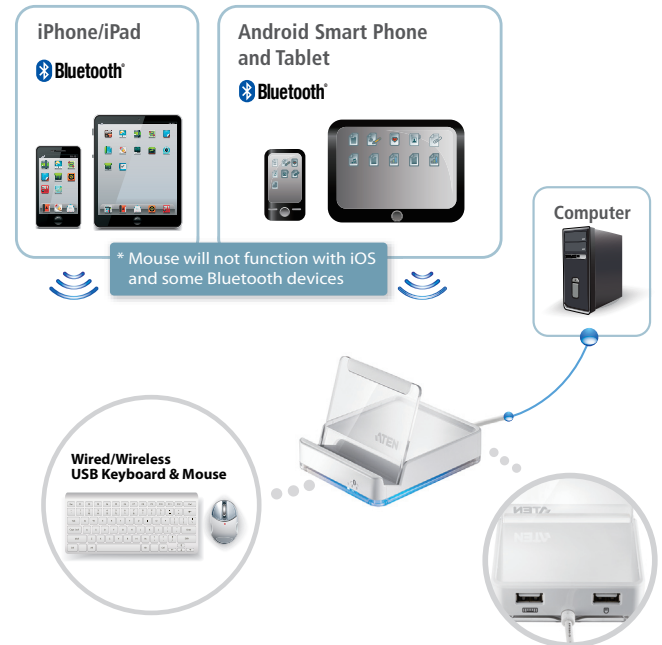 iPhone/iPad
Bluetooth®
Android Smart Phone
and Tablet
Bluetooth®
* Mouse will not function with iOS
and some Bluetooth devices
Computer
ATEN
Wired/Wireless
USB Keyboard & Mouse
ATEN
ATEN